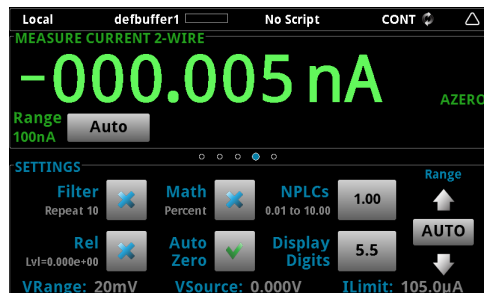 Local defbuffer1 No Script CONT
MEASURE CURRENT 2-WIRE
-000.005 nA
AZERO
Range
100nA Auto
SETTINGS
Range
Filter Math NPLCs 1.00
Repeat 10 Percent 0.01 to 10.00
AUTO
Rel Auto Zero Display Digits 5.5
Lvl=0.000e+00
VRange: 20mV VSource: 0.000V ILimit: 105.0µA